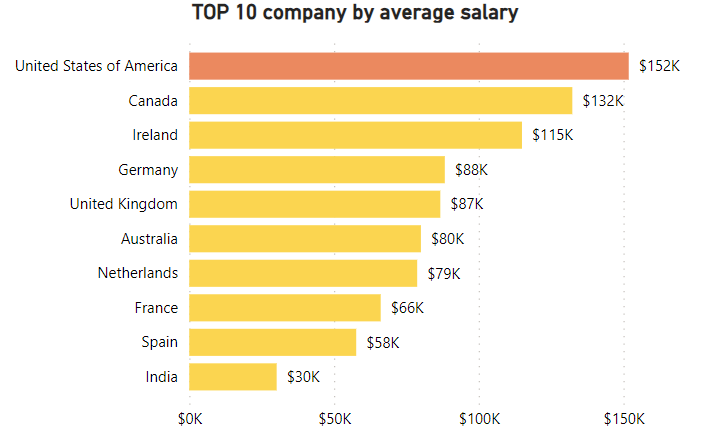 TOP 10 company by average salary
United States of America $152K
Canada $132K
Ireland $115K
Germany $88K
United Kingdom $87K
Australia $80K
Netherlands $79K
France $66K
Spain $58K
India $30K
$0K $50K $100K $150K